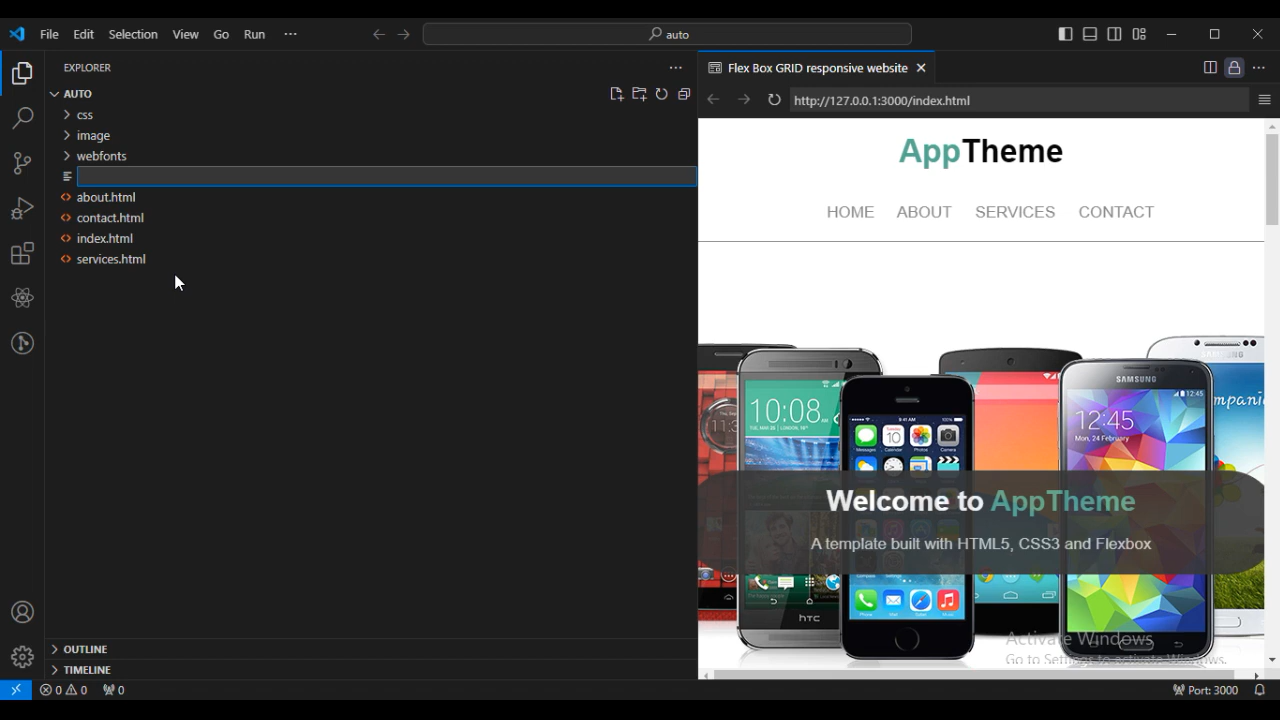 File Edit Selection View Go Run ...
auto
EXPLORER
AUTO
css
image
webfonts
about.html
contact.html
index.html
services.html
OUTLINE
TIMELINE
0 0 0
Flex Box GRID responsive website
http://127.0.0.1:3000/index.html
AppTheme
HOME ABOUT SERVICES CONTACT
SAMSUNG
SAMSUNG
10:08
12:45
12:45
Mon, 24 February
Welcome to AppTheme
A template built with HTML5, CSS3 and Flexbox
hTC
Activate Windows
Go to Settings to activate Windows.
Port: 3000